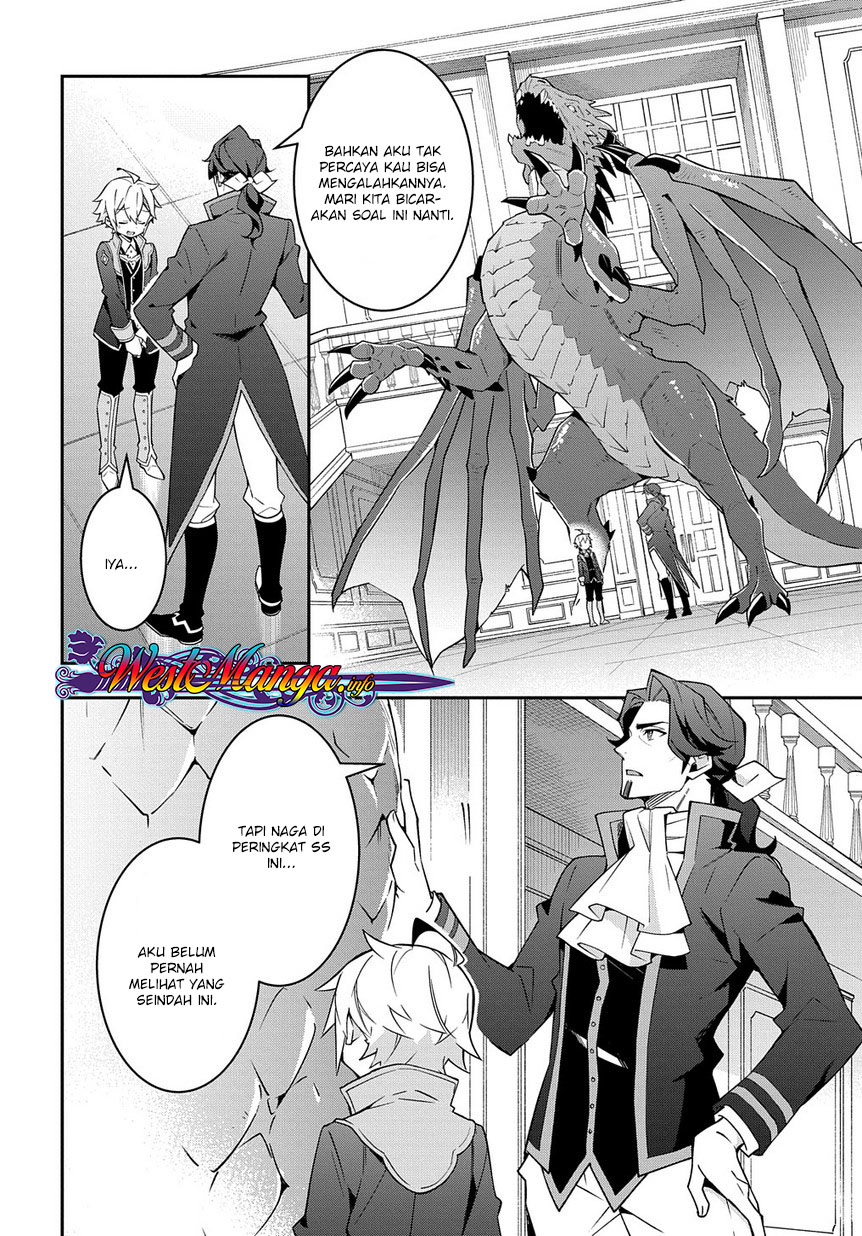 BAHKAN AKU TAK
PERCAYA KAU BISA
MENGALAHKANNYA.
MARI KITA BICAR-
AKAN SOAL INI NANTI.
IYA...
WestManga.info
TAPI NAGA DI
PERINGKAT SS
INI...
AKU BELUM
PERNAH
MELIHAT YANG
SEINDAH INI.